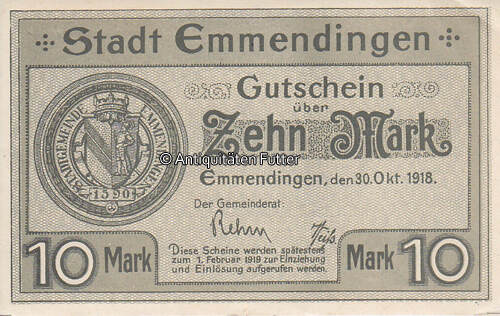 Stadt Emmendingen
Gutschein
über
Zehn Mark
STADTGEMEINDE EMMENDINGEN
1590
© Antiquitäten Futter
Emmendingen, den 30.Okt. 1918.
Der Gemeinderat:
Rehm
Diese Scheine werden spätestens
zum 1. Februar 1919 zur Einziehung
und Einlösung aufgerufen werden.
10 Mark
Mark 10